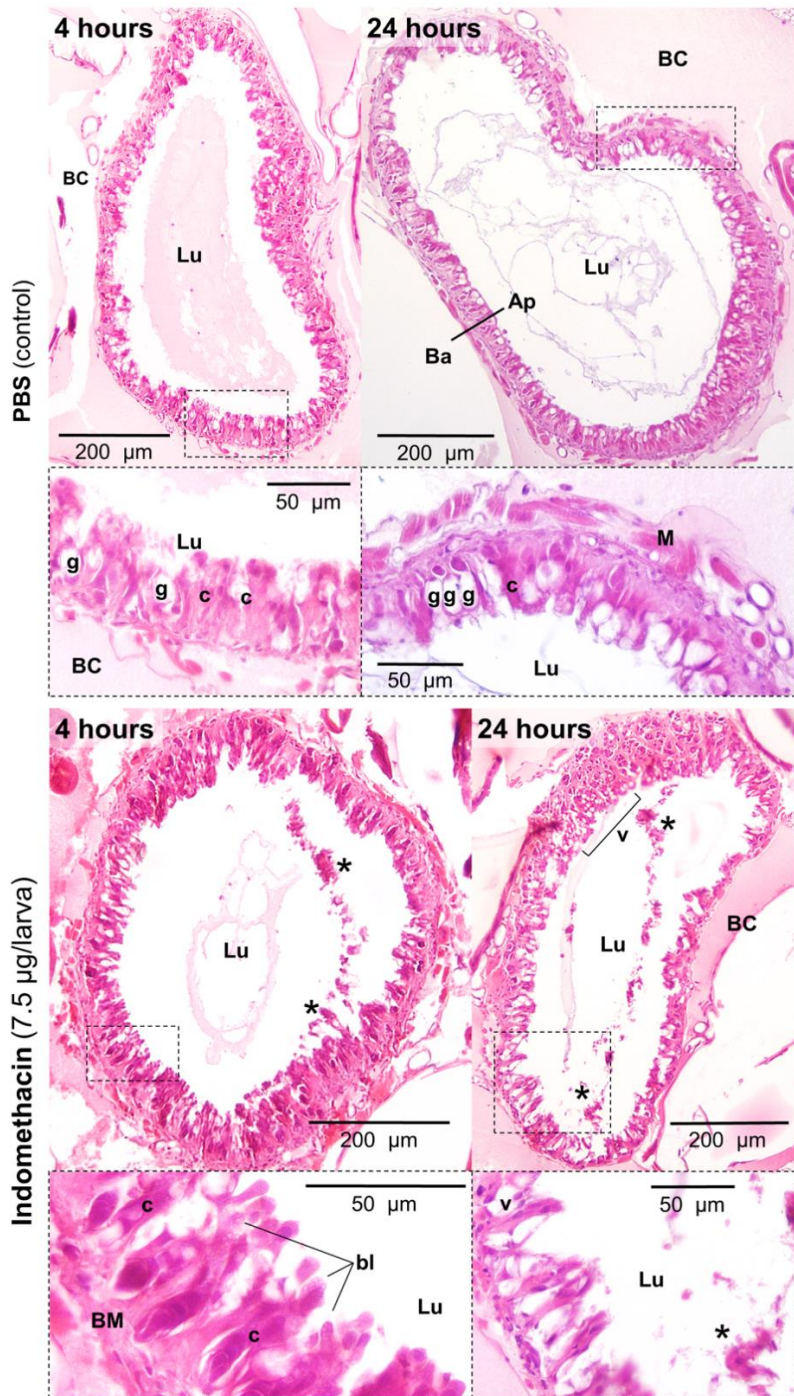 4 hours
24 hours
BC
BC
Lu
Lu
Ap
Ba
PBS (control)
200 µm
200 µm
50 µm
Lu
g
g
c
c
BC
M
g g g
c
50 µm
Lu
4 hours
24 hours
*
v
*
BC
Lu
Lu
*
*
200 µm
200 µm
Indomethacin (7.5 µg/larva)
c
50 µm
bl
Lu
BM
c
v
50 µm
Lu
*